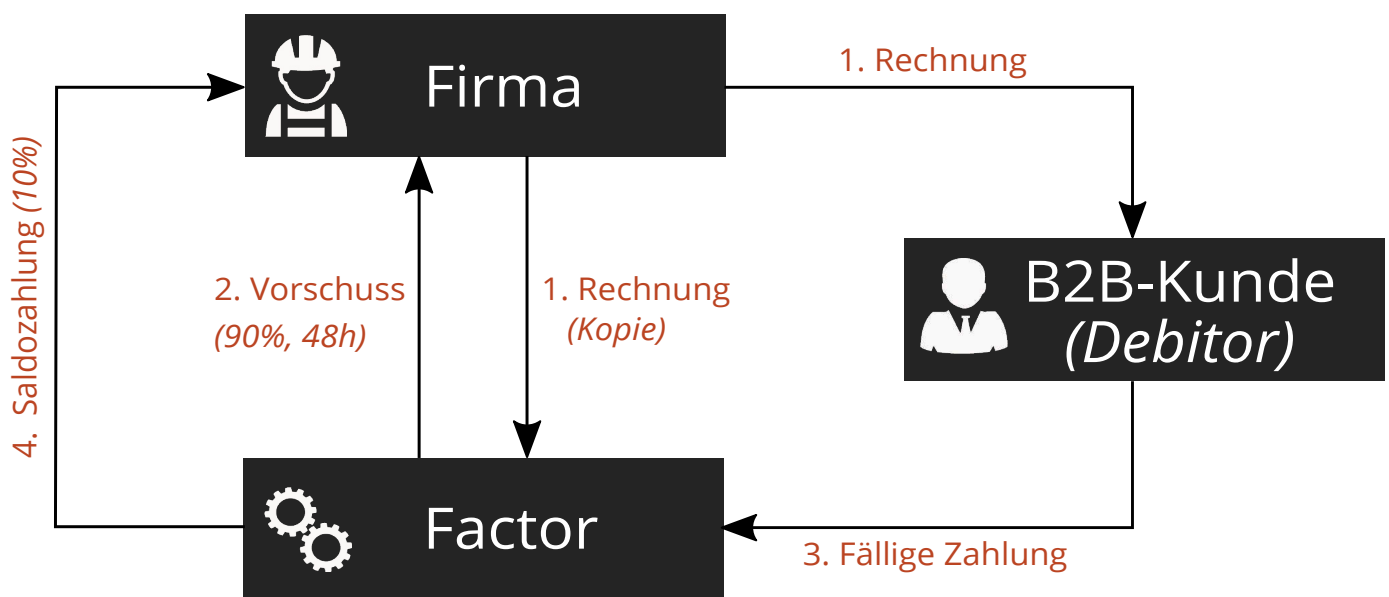 Firma
1. Rechnung
4. Saldozahlung (10%)
2. Vorschuss
(90%, 48h)
1. Rechnung
(Kopie)
B2B-Kunde
(Debitor)
Factor
3. Fällige Zahlung